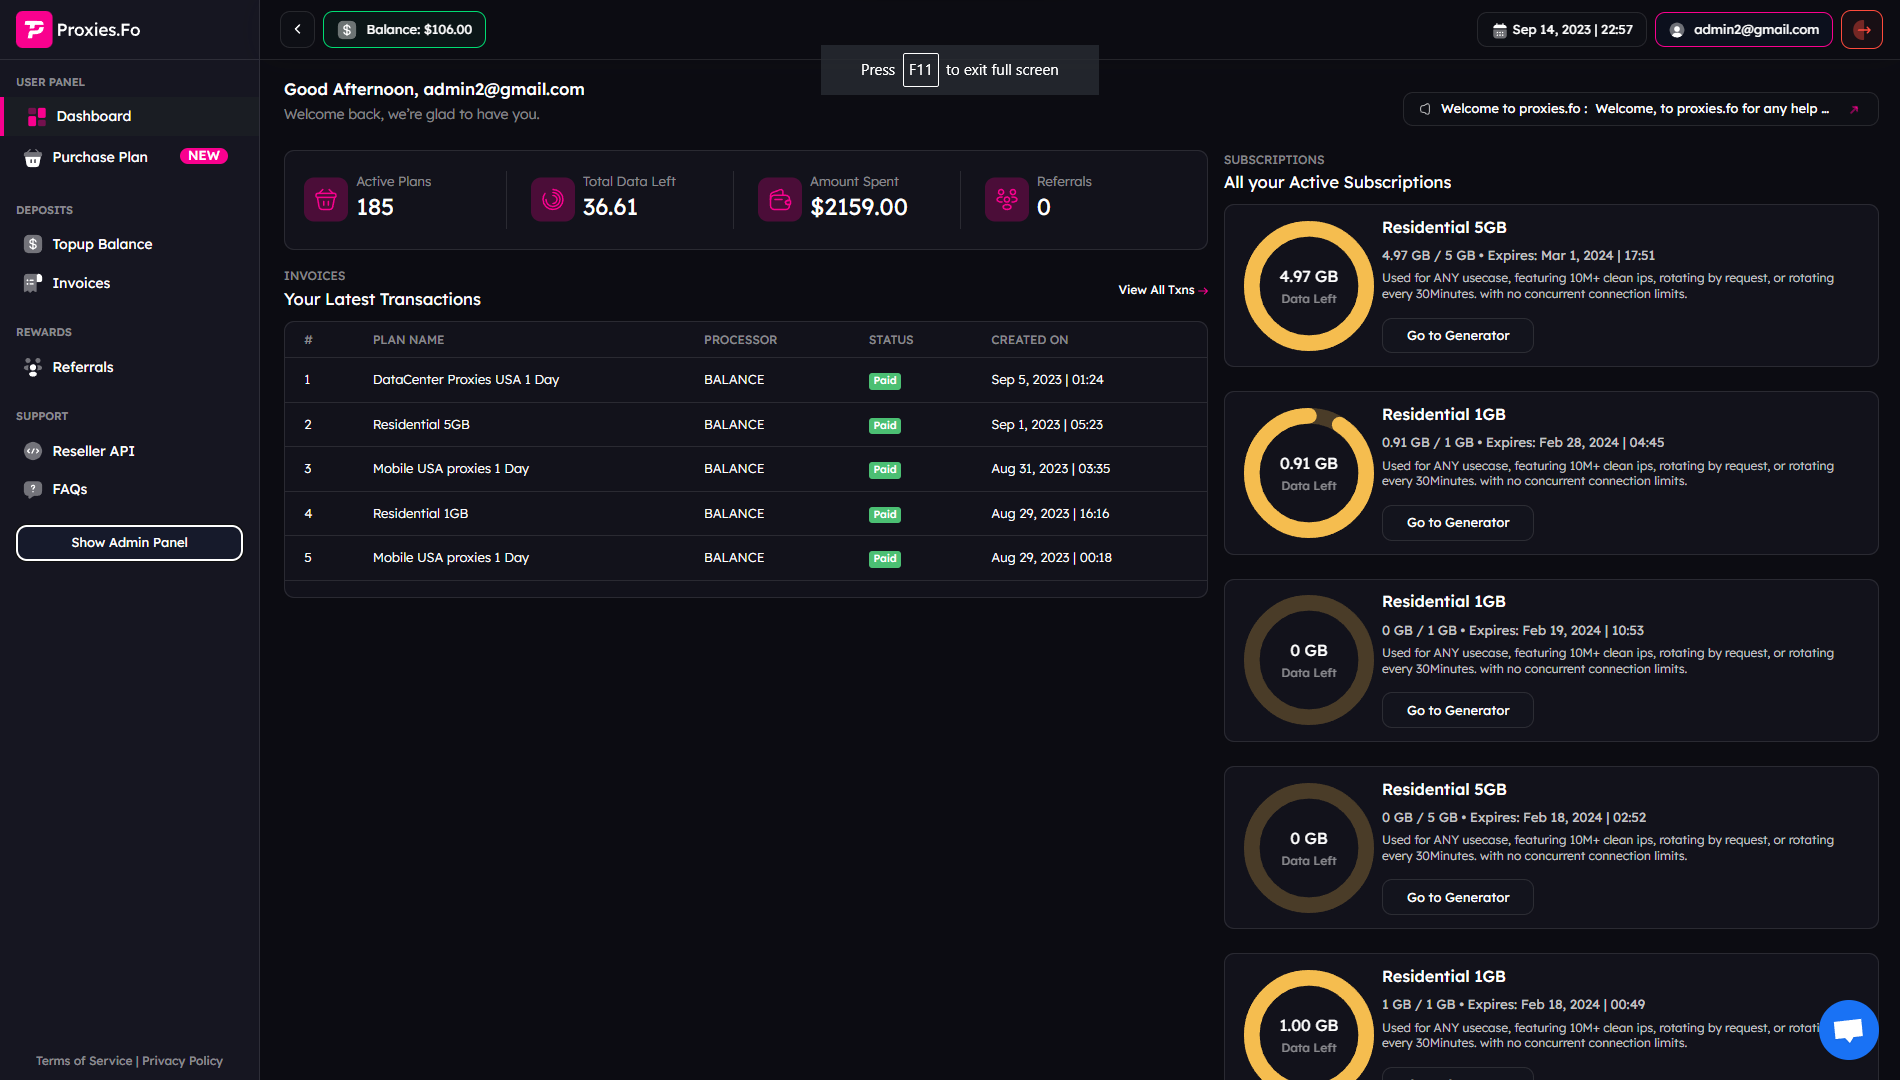 Proxies.Fo
USER PANEL
Dashboard
Purchase Plan NEW
DEPOSITS
Topup Balance
Invoices
REWARDS
Referrals
SUPPORT
Reseller API
FAQs
Show Admin Panel
Terms of Service | Privacy Policy
Balance: $106.00
Sep 14, 2023 | 22:57
admin2@gmail.com
Press F11 to exit full screen
Good Afternoon, admin2@gmail.com
Welcome back, we're glad to have you.
Welcome to proxies.fo : Welcome, to proxies.fo for any help ...
Active Plans
185
Total Data Left
36.61
Amount Spent
$2159.00
Referrals
0
INVOICES
Your Latest Transactions
View All Txns →
# PLAN NAME PROCESSOR STATUS CREATED ON
1 DataCenter Proxies USA 1 Day BALANCE Paid Sep 5, 2023 | 01:24
2 Residential 5GB BALANCE Paid Sep 1, 2023 | 05:23
3 Mobile USA proxies 1 Day BALANCE Paid Aug 31, 2023 | 03:35
4 Residential 1GB BALANCE Paid Aug 29, 2023 | 16:16
5 Mobile USA proxies 1 Day BALANCE Paid Aug 29, 2023 | 00:18
SUBSCRIPTIONS
All your Active Subscriptions
4.97 GB
Data Left
Residential 5GB
4.97 GB / 5 GB • Expires: Mar 1, 2024 | 17:51
Used for ANY usecase, featuring 10M+ clean ips, rotating by request, or rotating
every 30Minutes. with no concurrent connection limits.
Go to Generator
0.91 GB
Data Left
Residential 1GB
0.91 GB / 1 GB • Expires: Feb 28, 2024 | 04:45
Used for ANY usecase, featuring 10M+ clean ips, rotating by request, or rotating
every 30Minutes. with no concurrent connection limits.
Go to Generator
0 GB
Data Left
Residential 1GB
0 GB / 1 GB • Expires: Feb 19, 2024 | 10:53
Used for ANY usecase, featuring 10M+ clean ips, rotating by request, or rotating
every 30Minutes. with no concurrent connection limits.
Go to Generator
0 GB
Data Left
Residential 5GB
0 GB / 5 GB • Expires: Feb 18, 2024 | 02:52
Used for ANY usecase, featuring 10M+ clean ips, rotating by request, or rotating
every 30Minutes. with no concurrent connection limits.
Go to Generator
1.00 GB
Data Left
Residential 1GB
1 GB / 1 GB • Expires: Feb 18, 2024 | 00:49
Used for ANY usecase, featuring 10M+ clean ips, rotating by request, or rotati
every 30Minutes. with no concurrent connection limits.